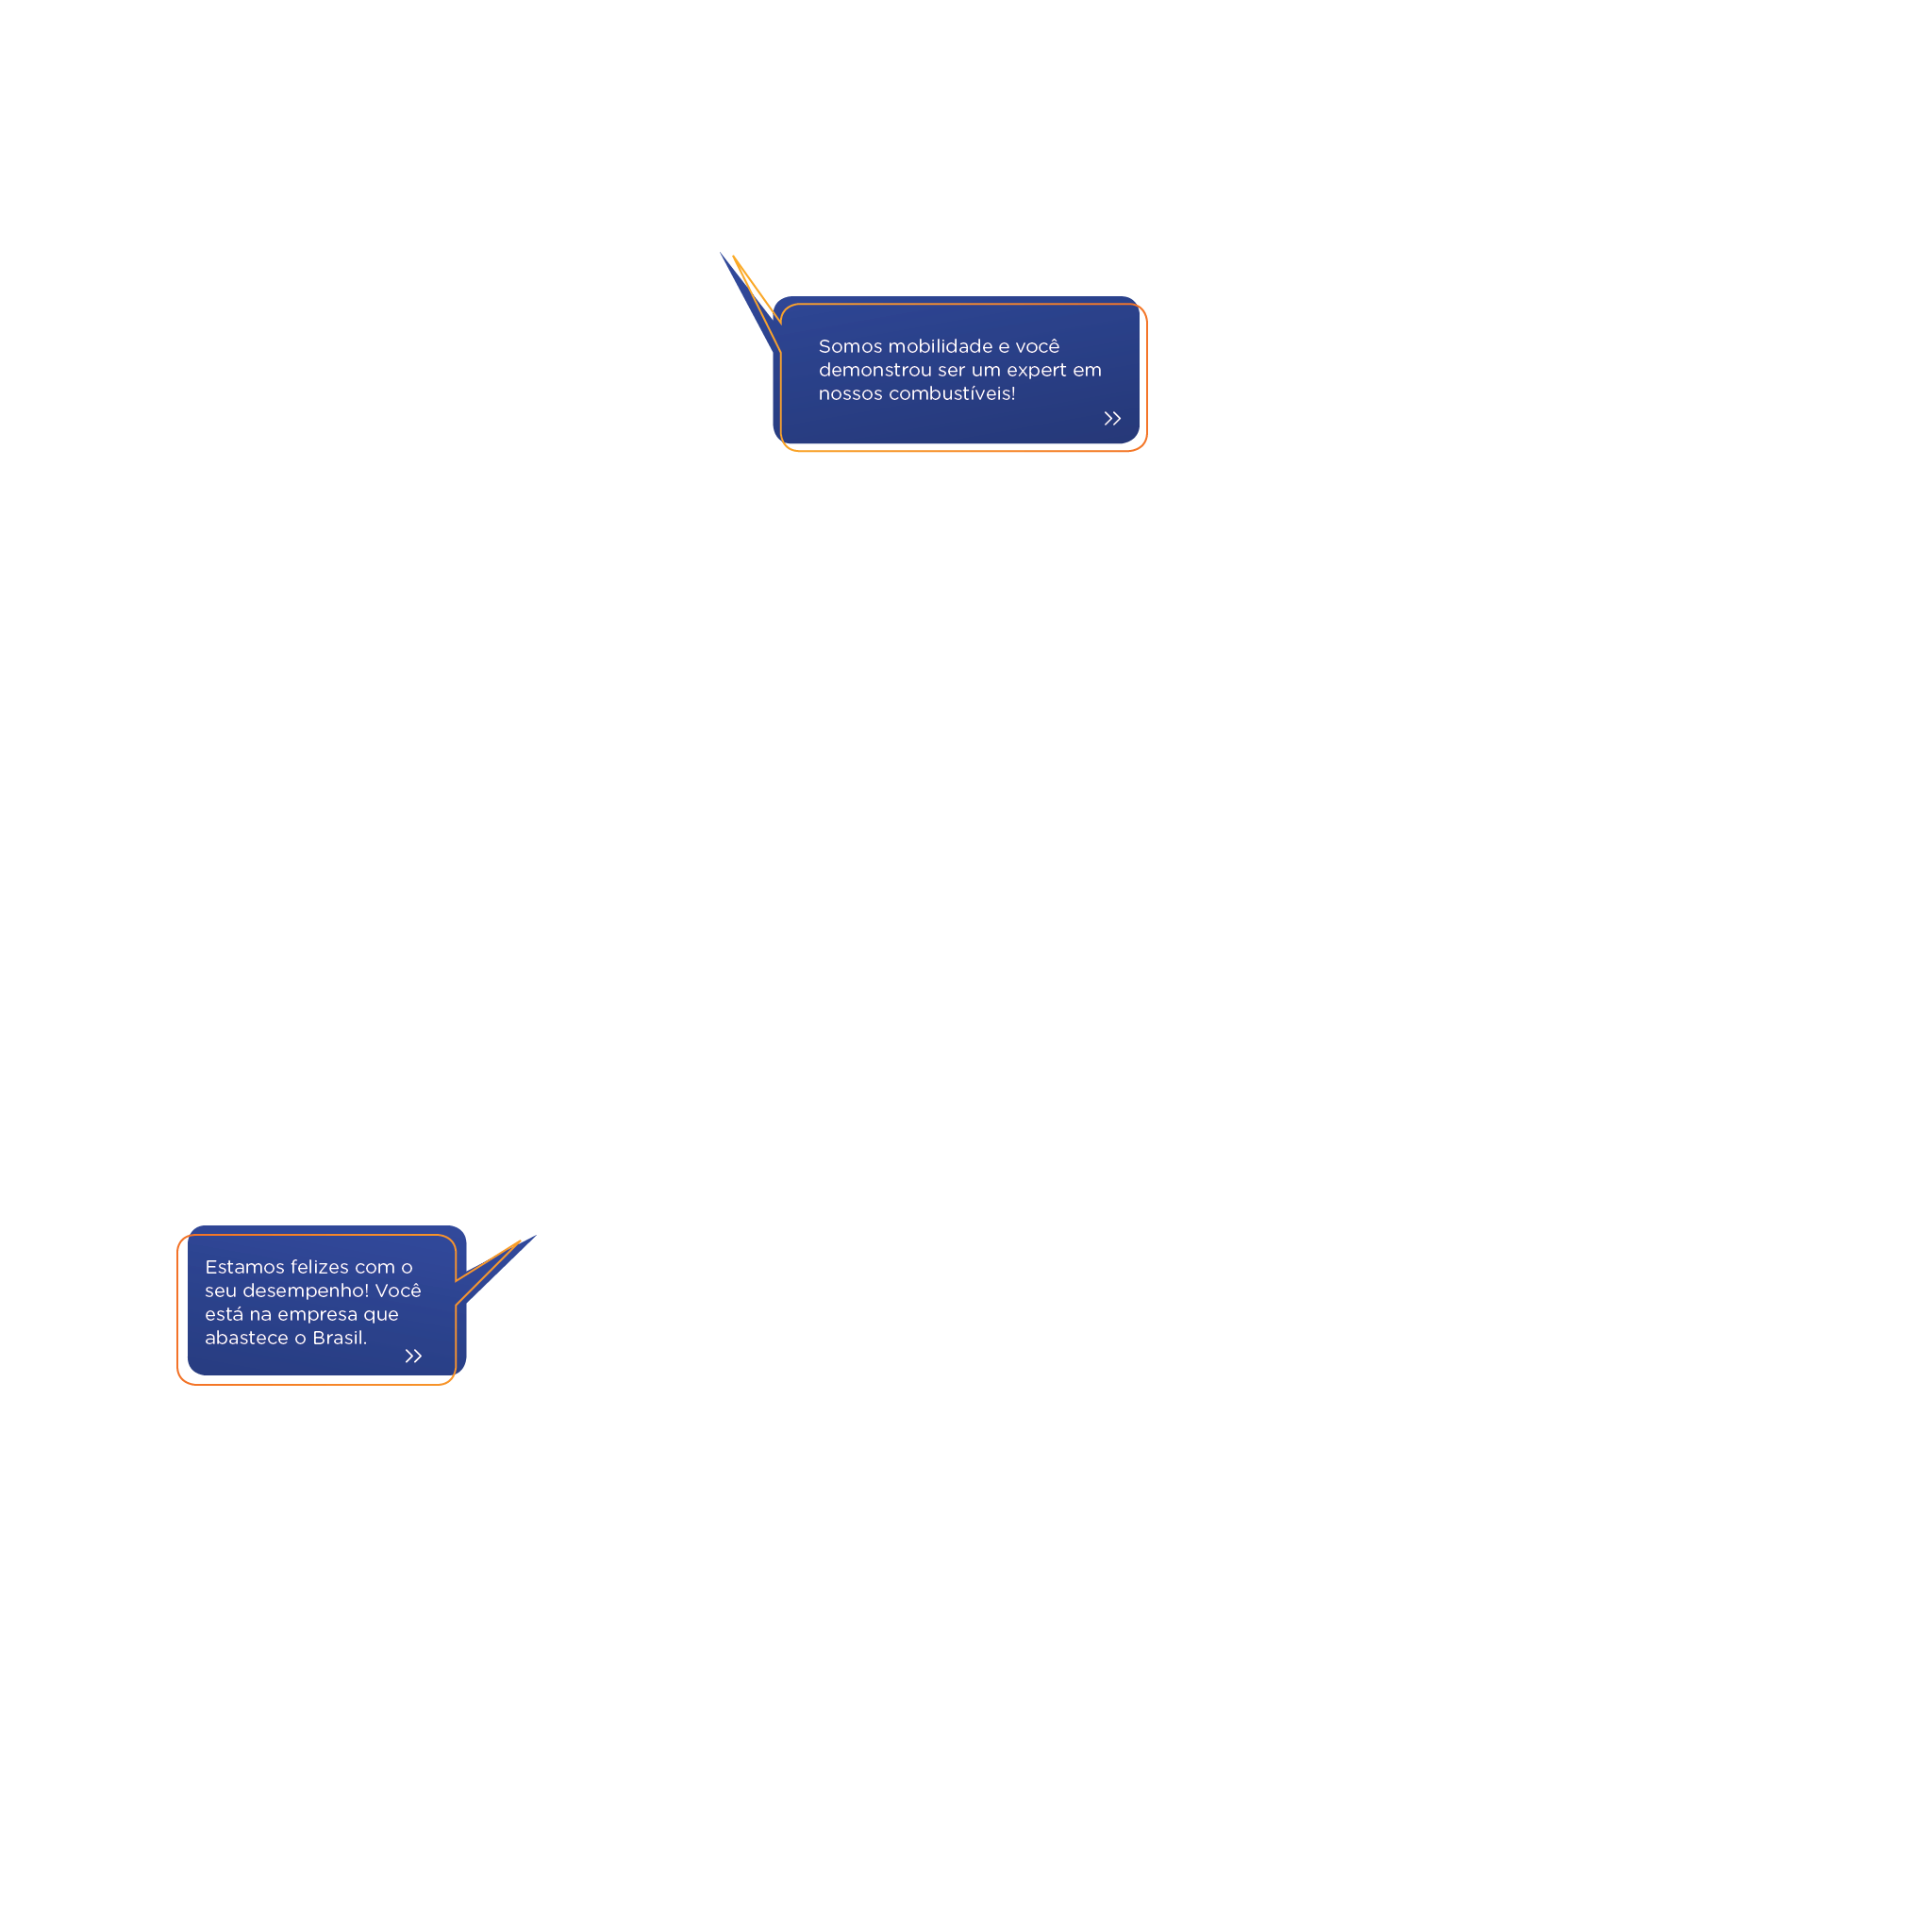 Somos mobilidade e você
demonstrou ser um expert em
nossos combustíveis!
Estamos felizes com o
seu desempenho! Você
está na empresa que
abastece o Brasil.